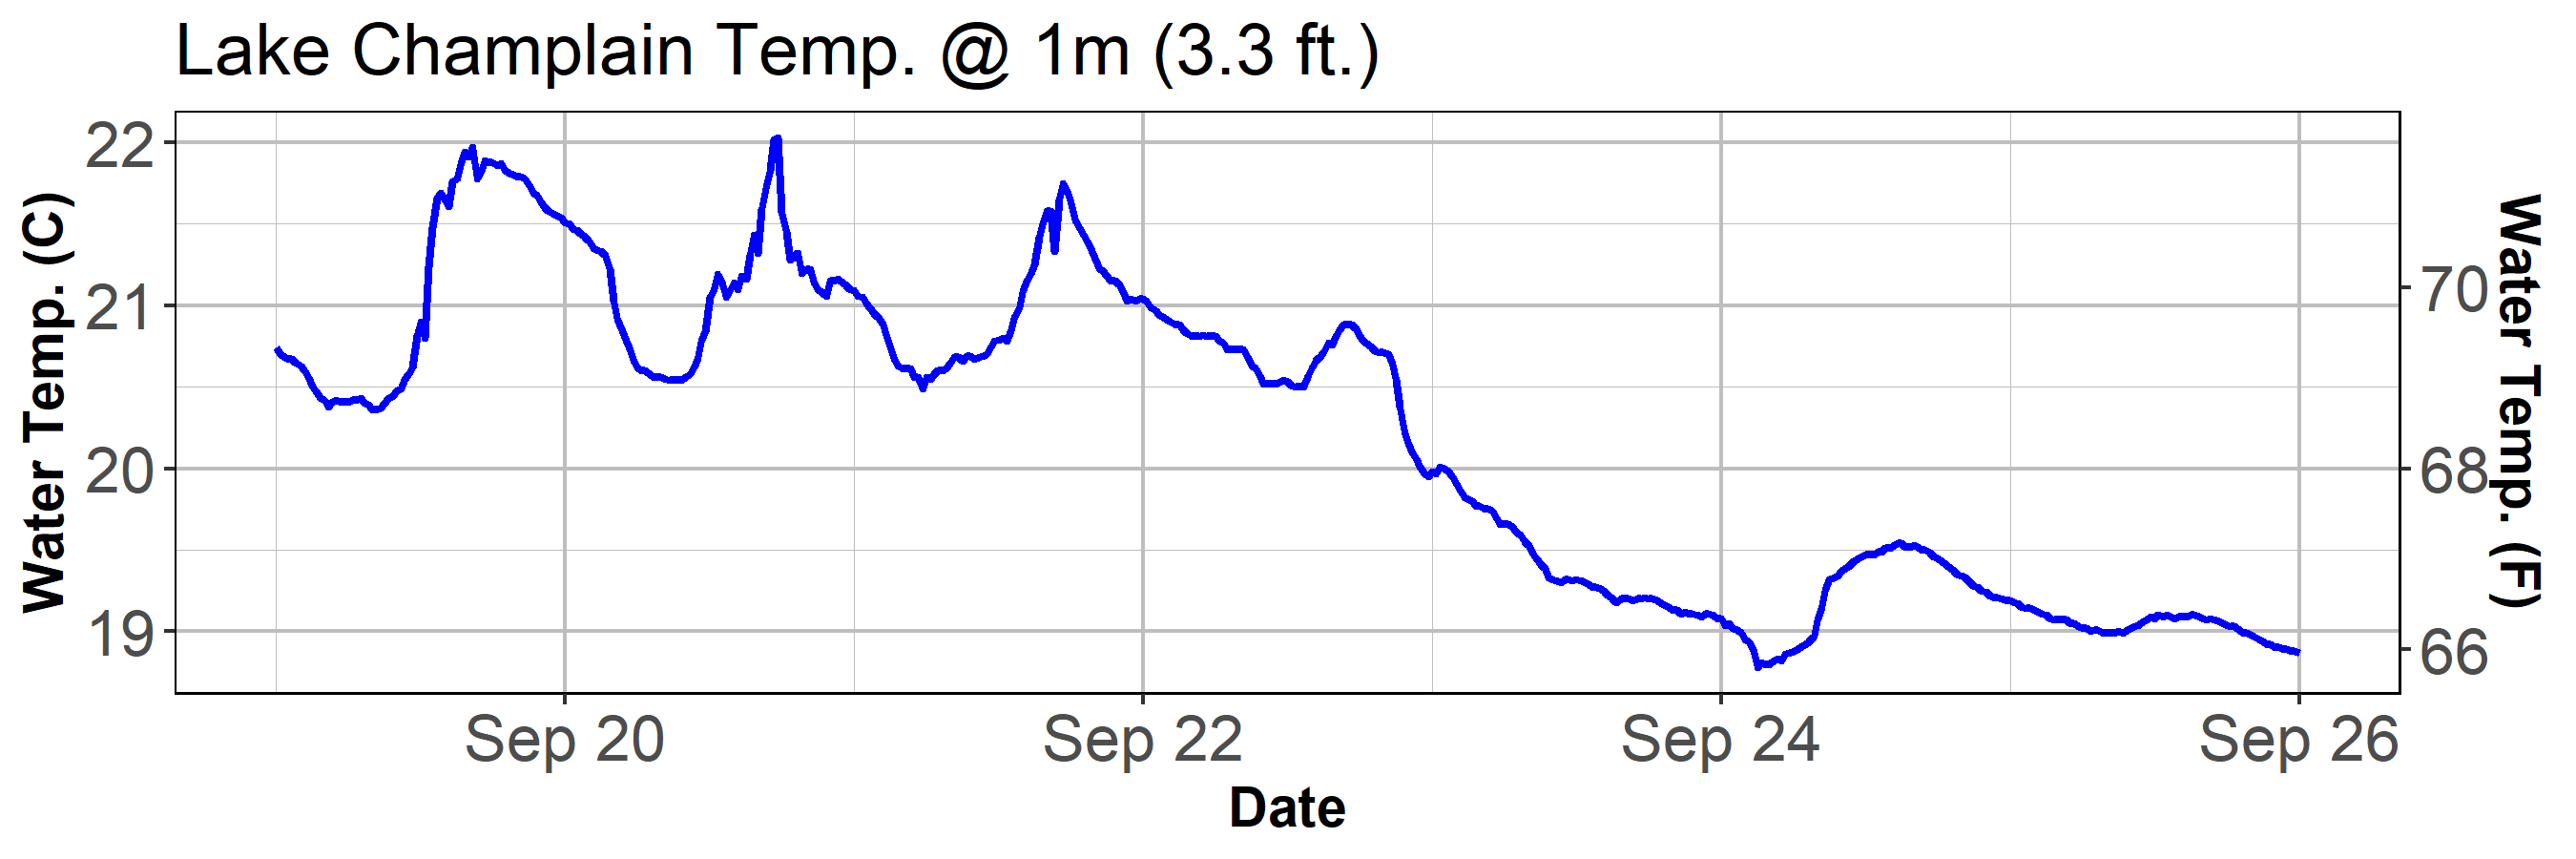 Lake Champlain Temp. @ 1m (3.3 ft.)
Water Temp. (C)
22
21
20
19
70
68
66
Water Temp. (F)
Sep 20
Sep 22
Sep 24
Sep 26
Date